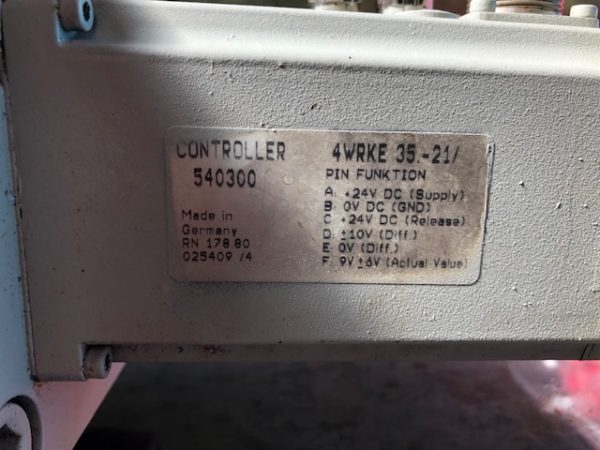 CONTROLLER
540300
Made in
Germany
RN 178 80
025409 /4
4WRKE 35.-21/
PIN FUNKTION
A: +24V DC (Supply)
B: 0V DC (GND)
C: +24V DC (Release)
D: ±10V (Diff.)
E: 0V (Diff.)
F: 9V ±6V (Actual Value)